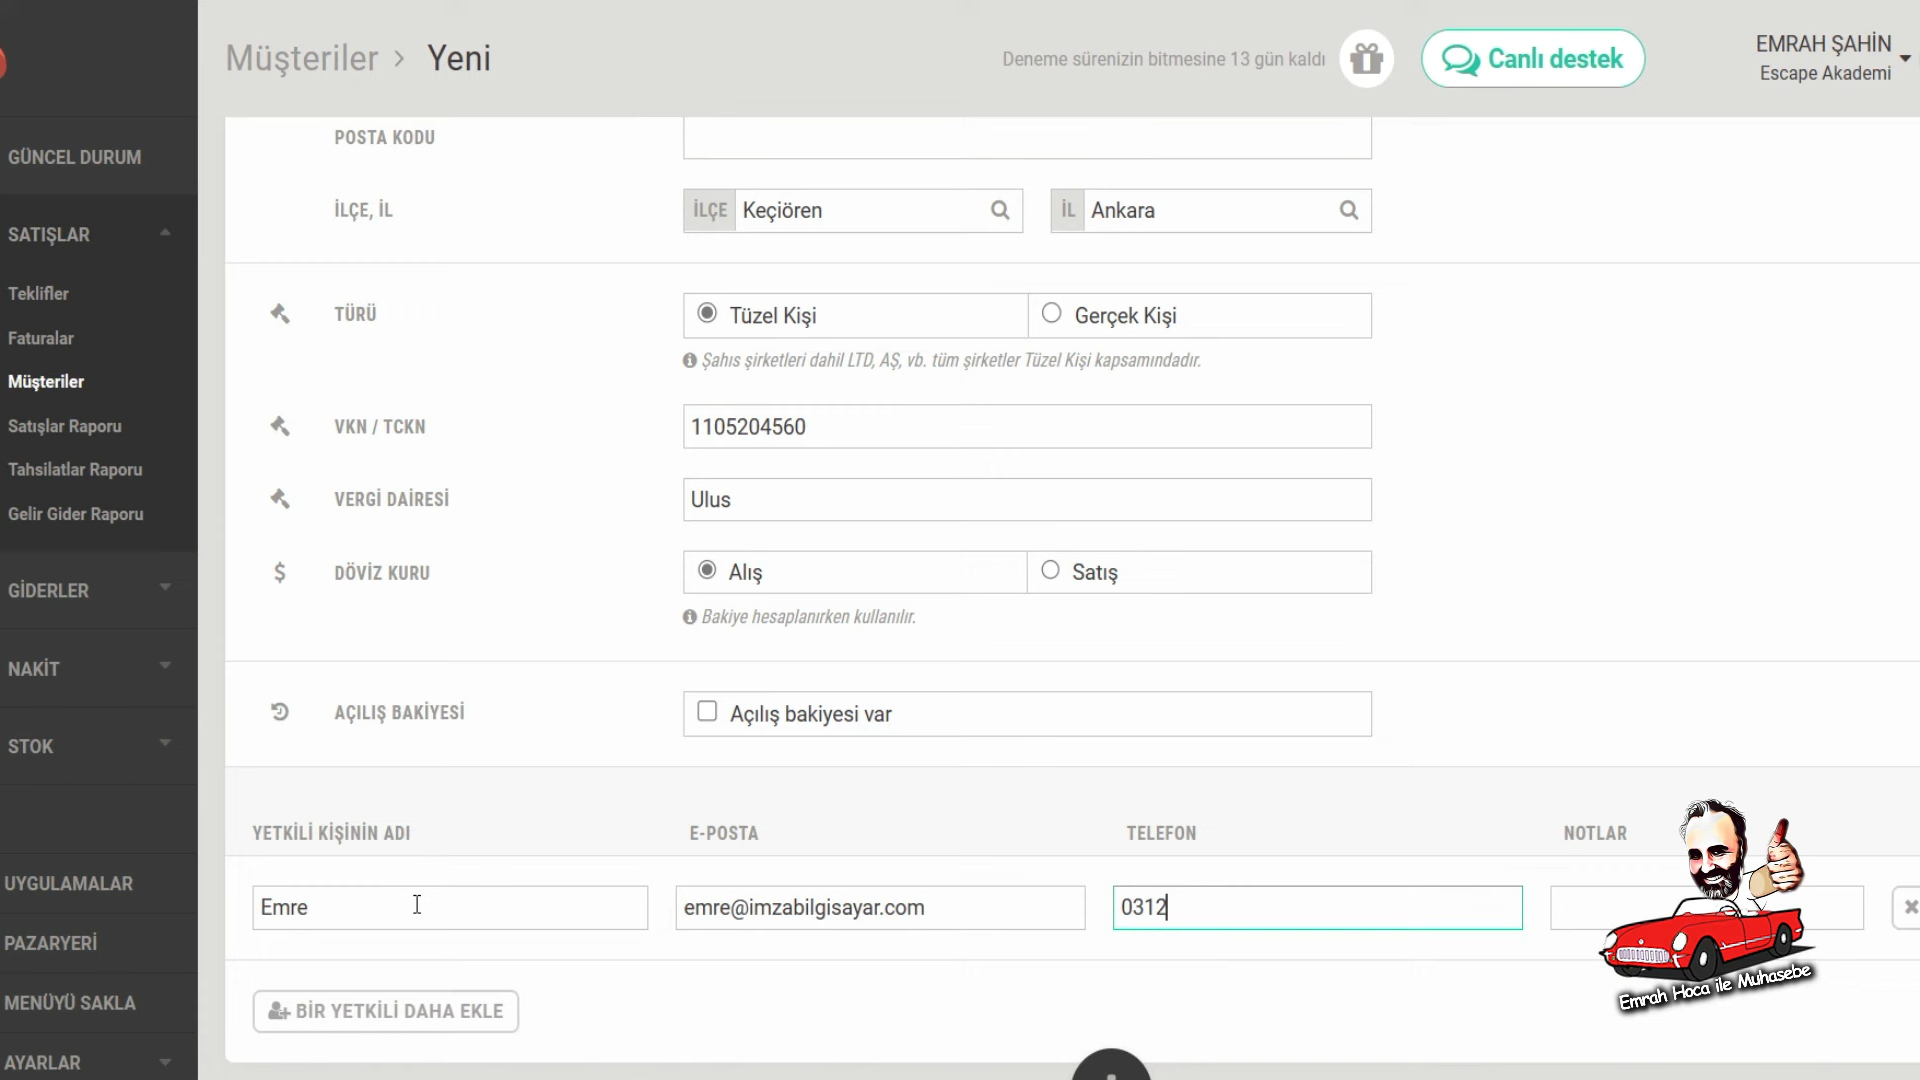 Müşteriler > Yeni
Deneme sürenizin bitmesine 13 gün kaldı
Canlı destek
EMRAH ŞAHİN
Escape Akademi
GÜNCEL DURUM
SATIŞLAR
Teklifler
Faturalar
Müşteriler
Satışlar Raporu
Tahsilatlar Raporu
Gelir Gider Raporu
GİDERLER
NAKİT
STOK
UYGULAMALAR
PAZARYERİ
MENÜYÜ SAKLA
AYARLAR
POSTA KODU
İLÇE, İL
İLÇE Keçiören
İL Ankara
TÜRÜ
Tüzel Kişi
Gerçek Kişi
Şahıs şirketleri dahil LTD, AŞ, vb. tüm şirketler Tüzel Kişi kapsamındadır.
VKN / TCKN
1105204560
VERGİ DAİRESİ
Ulus
DÖVİZ KURU
Alış
Satış
Bakiye hesaplanırken kullanılır.
AÇILIŞ BAKİYESİ
Açılış bakiyesi var
YETKİLİ KİŞİNİN ADI
E-POSTA
TELEFON
NOTLAR
Emre
emre@imzabilgisayar.com
0312
BİR YETKİLİ DAHA EKLE
Emrah Hoca ile Muhasebe